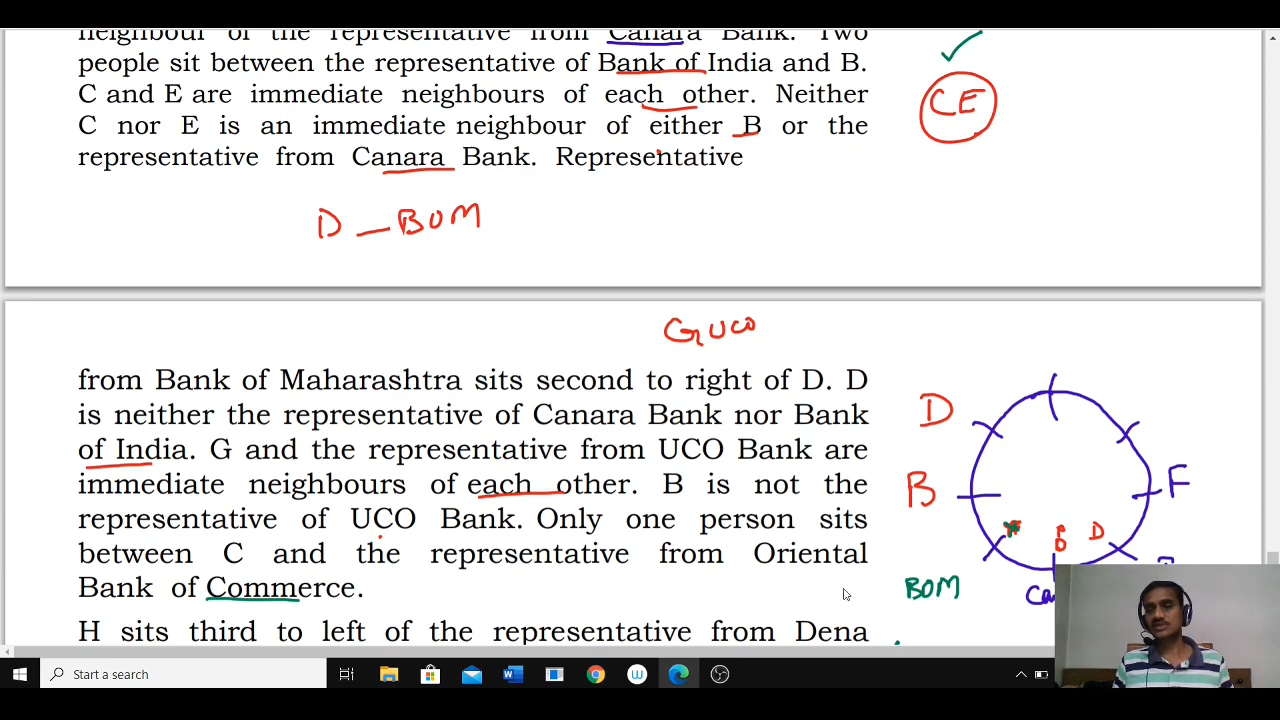 neighbour of the representative from Canara Bank. Two
people sit between the representative of Bank of India and B.
C and E are immediate neighbours of each other. Neither
C nor E is an immediate neighbour of either B or the
representative from Canara Bank. Representative
CE
D _ BOM
G UCO
from Bank of Maharashtra sits second to right of D. D
is neither the representative of Canara Bank nor Bank
of India. G and the representative from UCO Bank are
immediate neighbours of each other. B is not the
representative of UCO Bank. Only one person sits
between C and the representative from Oriental
Bank of Commerce.
H sits third to left of the representative from Dena
D
B
F
B D
BOM
Ca
Start a search